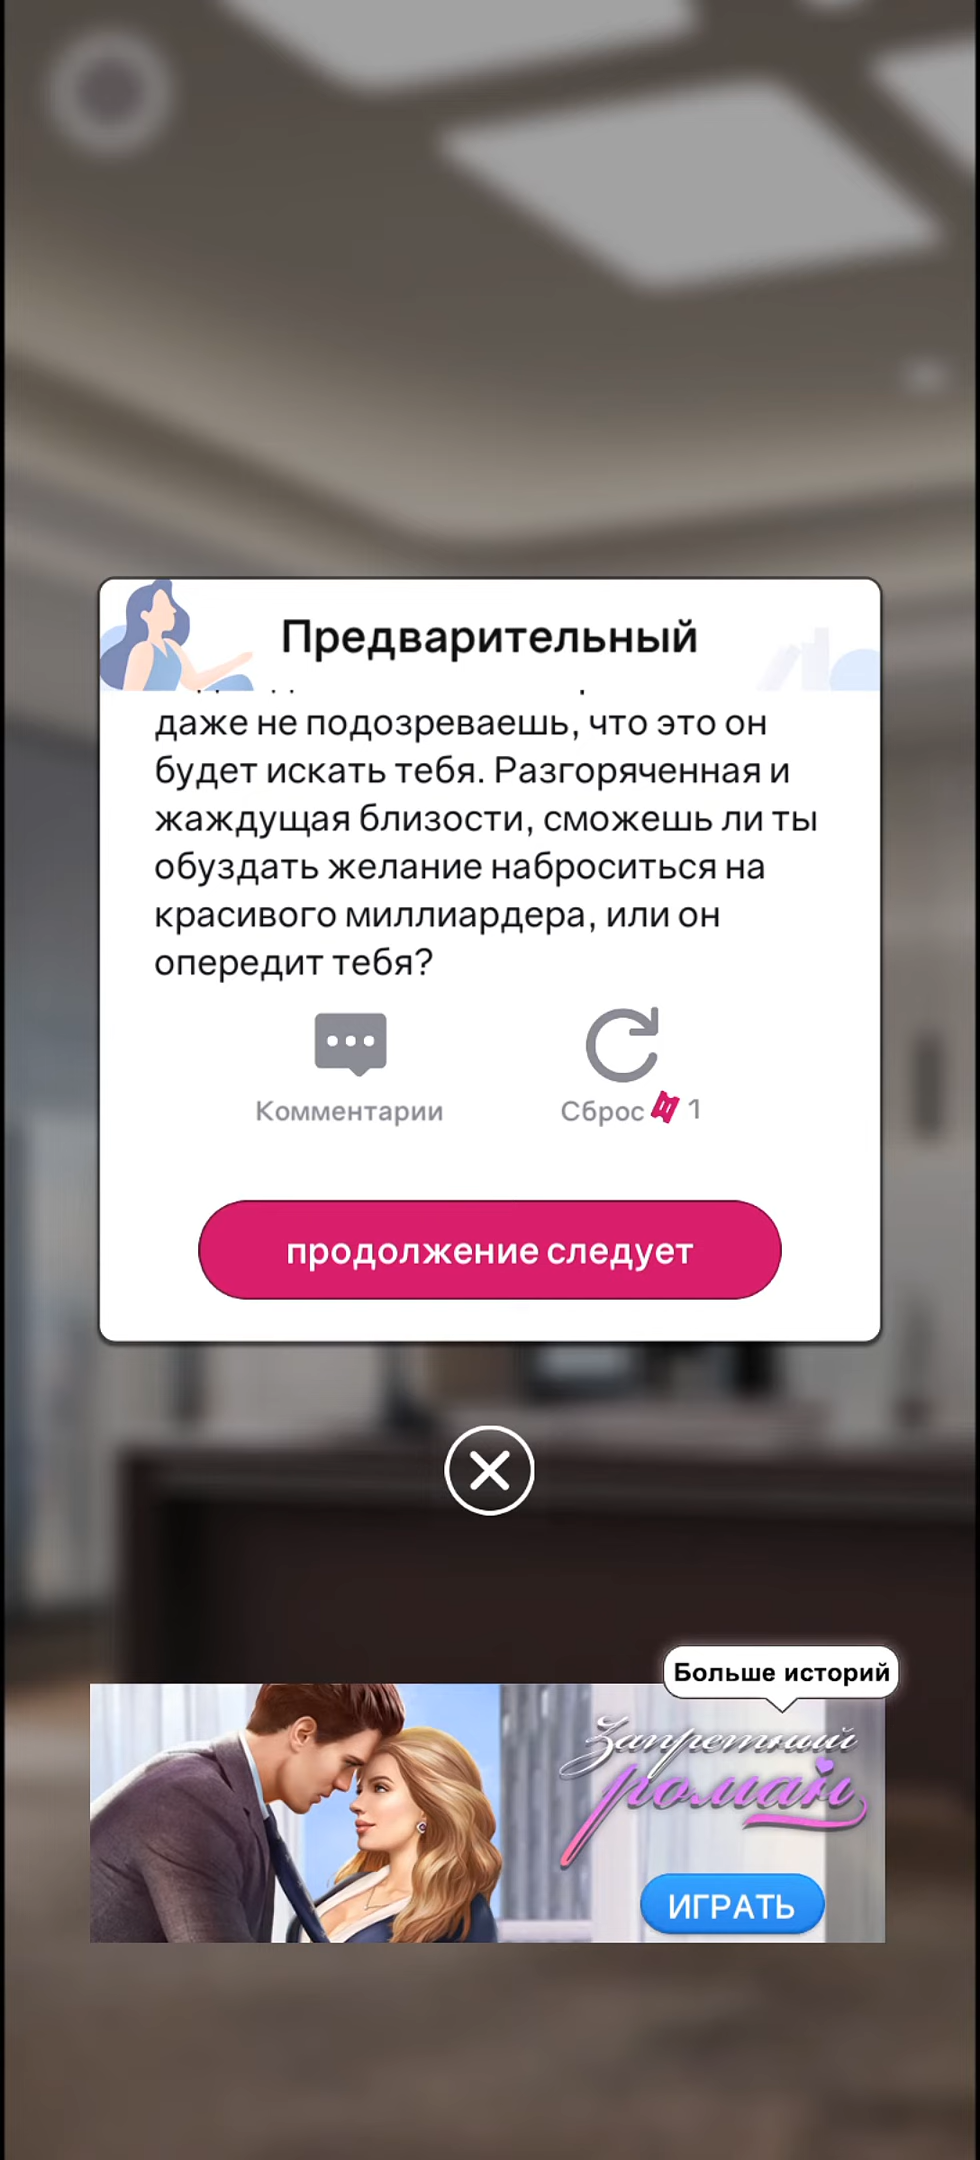 Предварительный
даже не подозреваешь, что это он
будет искать тебя. Разгоряченная и
жаждущая близости, сможешь ли ты
обуздать желание наброситься на
красивого миллиардера, или он
опередит тебя?
Комментарии
Сброс 1
продолжение следует
Больше историй
Запретный
роман
ИГРАТЬ